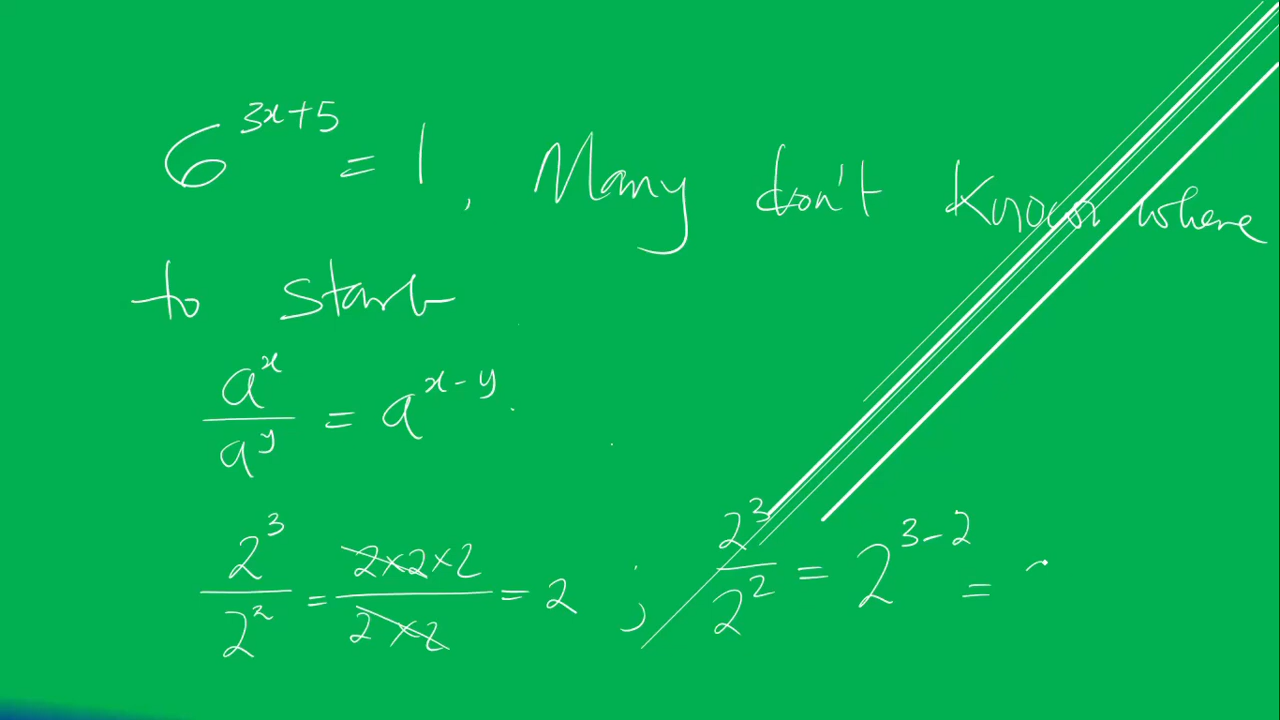 6^{3x+5} = 1, Many don't know where
to start
a^x / a^y = a^{x-y}.
2^3 / 2^2 = 2×2×2 / 2×2 = 2 ; 2^3 / 2^2 = 2^{3-2} =